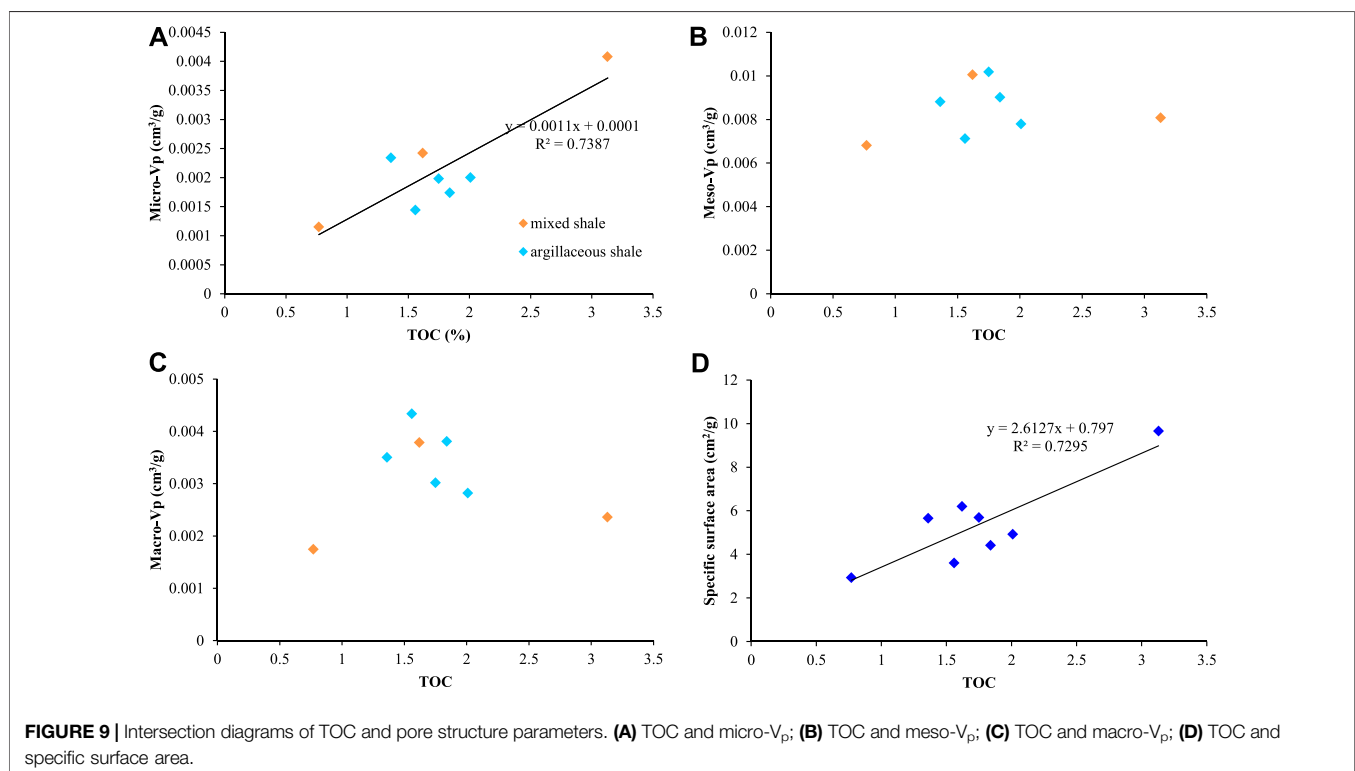 A
Micro-Vp (cm³/g)
0.0045
0.004
0.0035
0.003
0.0025
0.002
0.0015
0.001
0.0005
0
y = 0.0011x + 0.0001
R² = 0.7387
mixed shale
argillaceous shale
0 0.5 1 1.5 2 2.5 3 3.5
TOC (%)
B
Meso-Vp (cm³/g)
0.012
0.01
0.008
0.006
0.004
0.002
0
0 0.5 1 1.5 2 2.5 3 3.5
TOC
C
Macro-Vp (cm³/g)
0.005
0.004
0.003
0.002
0.001
0
0 0.5 1 1.5 2 2.5 3 3.5
TOC
D
Specific surface area (cm²/g)
12
10
8
6
4
2
0
y = 2.6127x + 0.797
R² = 0.7295
0 0.5 1 1.5 2 2.5 3 3.5
TOC
FIGURE 9 | Intersection diagrams of TOC and pore structure parameters. (A) TOC and micro-Vₚ; (B) TOC and meso-Vₚ; (C) TOC and macro-Vₚ; (D) TOC and
specific surface area.